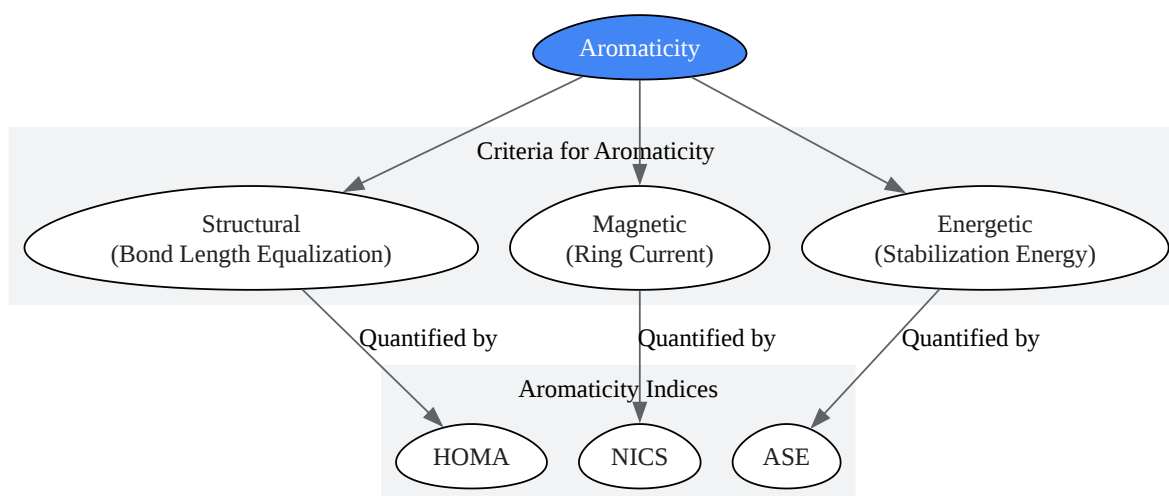 Aromaticity
Criteria for Aromaticity
Structural
(Bond Length Equalization)
Magnetic
(Ring Current)
Energetic
(Stabilization Energy)
Quantified by
Quantified by
Quantified by
Aromaticity Indices
HOMA
NICS
ASE